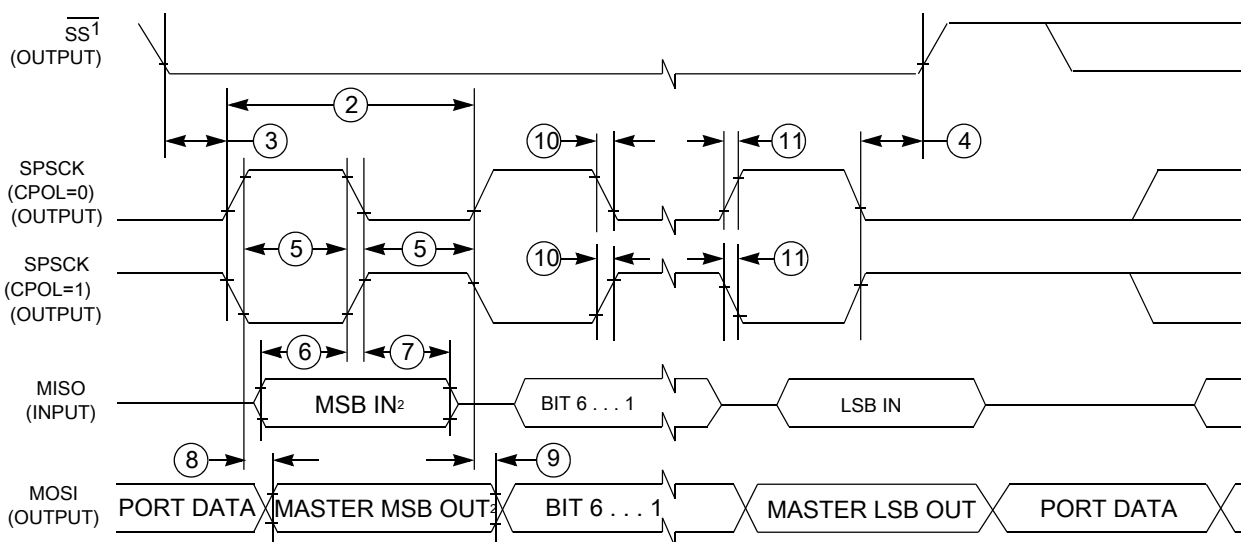 SS¹
(OUTPUT)
2
3
10
11
4
SPSCK
(CPOL=0)
(OUTPUT)
5
5
SPSCK
(CPOL=1)
(OUTPUT)
10
11
6
7
MISO
(INPUT)
MSB IN²
BIT 6 . . . 1
LSB IN
8
9
MOSI
(OUTPUT)
PORT DATA
MASTER MSB OUT²
BIT 6 . . . 1
MASTER LSB OUT
PORT DATA